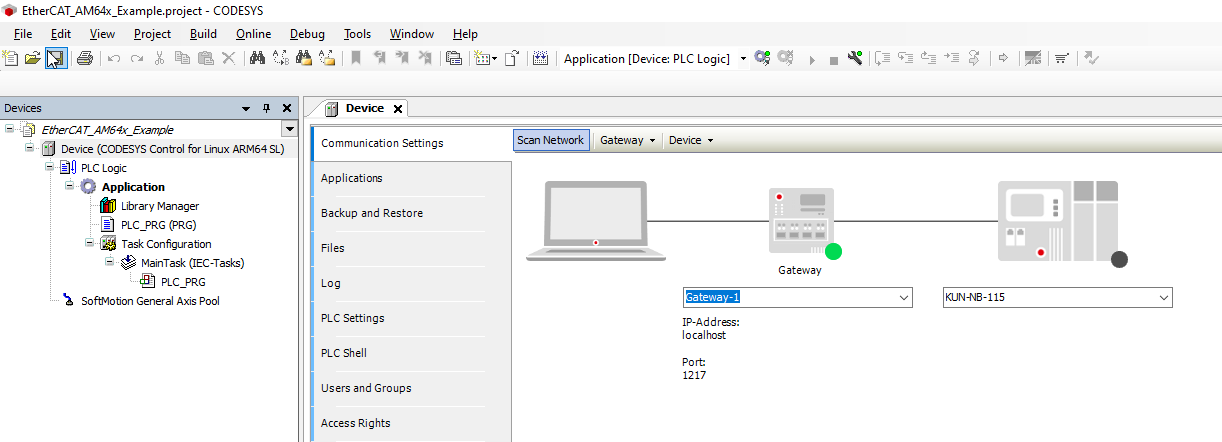 EtherCAT_AM64x_Example.project - CODESYS
File Edit View Project Build Online Debug Tools Window Help
Application [Device: PLC Logic]
Devices
EtherCAT_AM64x_Example
Device (CODESYS Control for Linux ARM64 SL)
PLC Logic
Application
Library Manager
PLC_PRG (PRG)
Task Configuration
MainTask (IEC-Tasks)
PLC_PRG
SoftMotion General Axis Pool
Device
Communication Settings
Applications
Backup and Restore
Files
Log
PLC Settings
PLC Shell
Users and Groups
Access Rights
Scan Network Gateway Device
Gateway
Gateway-1
KUN-NB-115
IP-Address:
localhost
Port:
1217